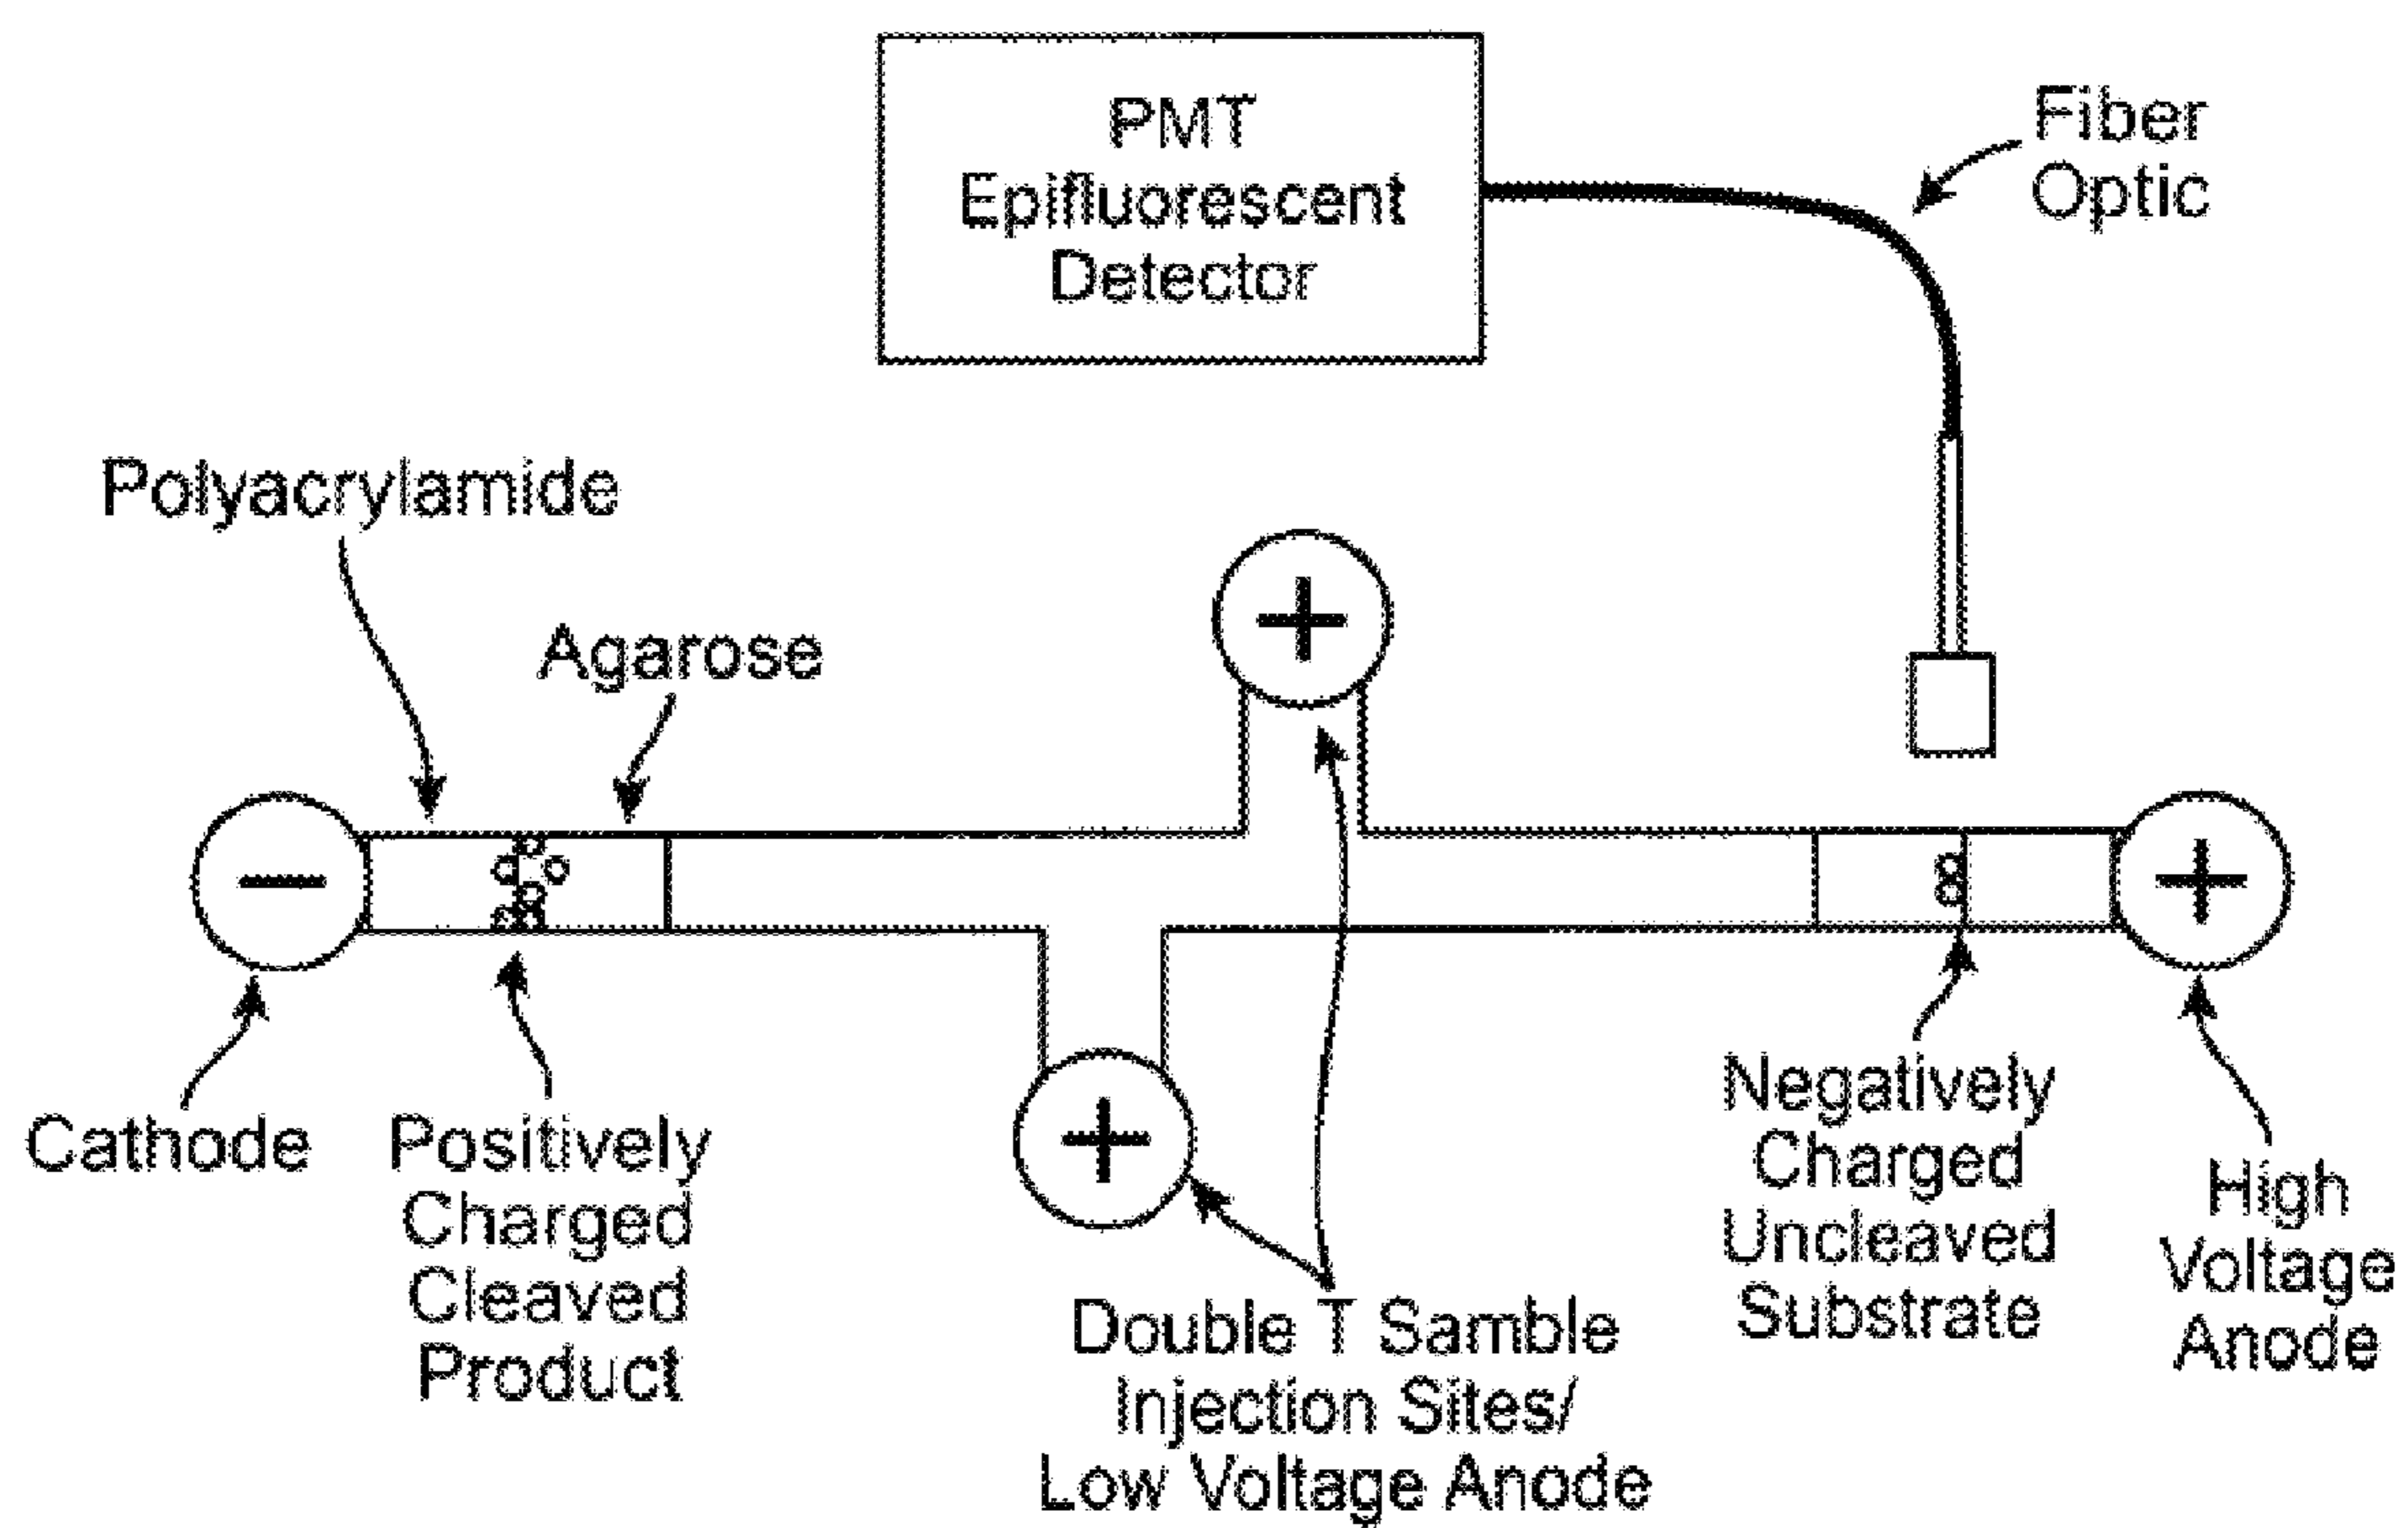 PMT
Epifluorescent
Detector
Fiber
Optic
Polyacrylamide
Agarose
+
−
+
+
Cathode
Positively
Charged
Cleaved
Product
Double T Samble
Injection Sites/
Low Voltage Anode
Negatively
Charged
Uncleaved
Substrate
High
Voltage
Anode